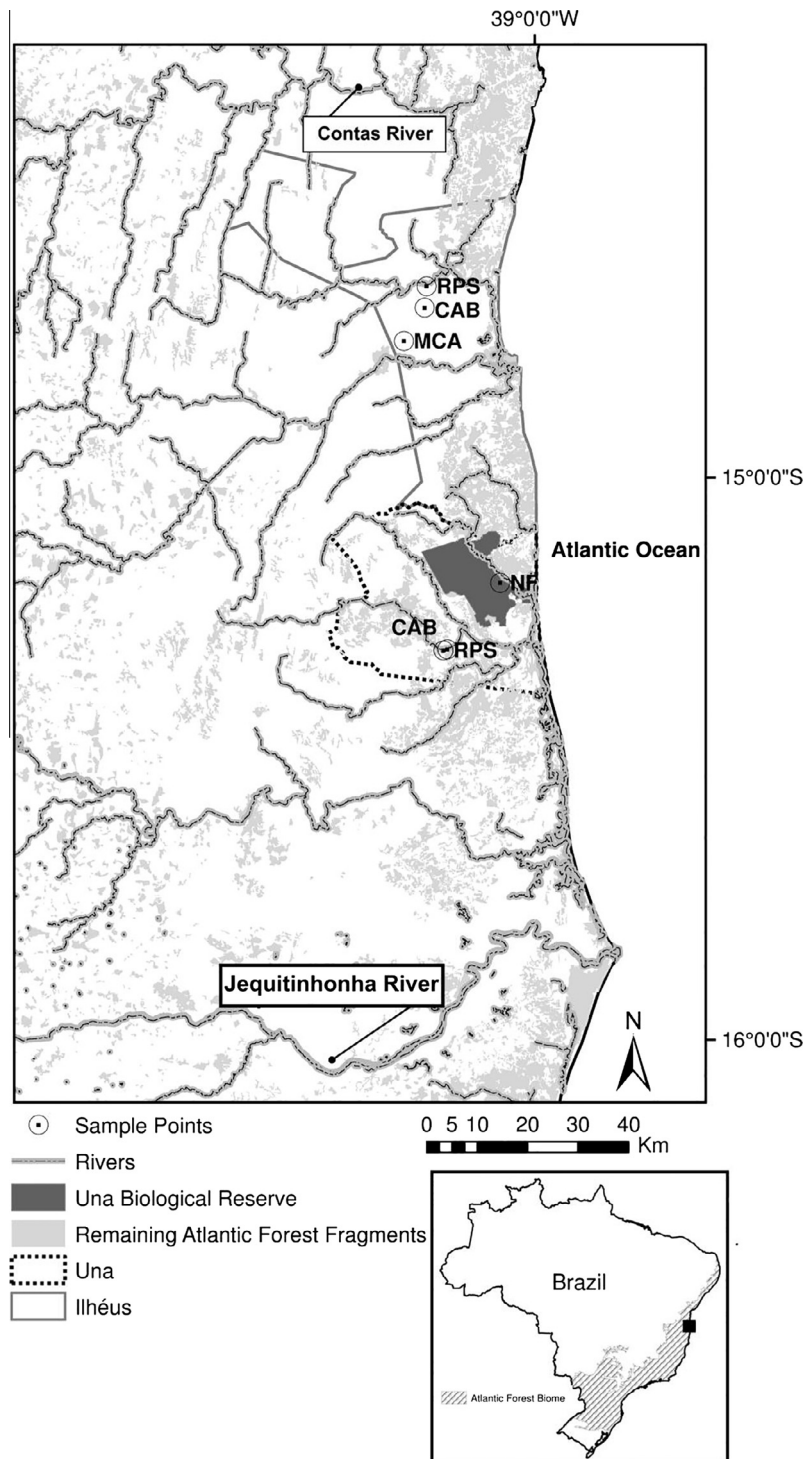 39°0'0"W
Contas River
RPS
CAB
MCA
15°0'0"S
Atlantic Ocean
NF
CAB
RPS
Jequitinhonha River
N
16°0'0"S
Sample Points
Rivers
Una Biological Reserve
Remaining Atlantic Forest Fragments
Una
Ilhéus
0 5 10 20 30 40
Km
Brazil
Atlantic Forest Biome